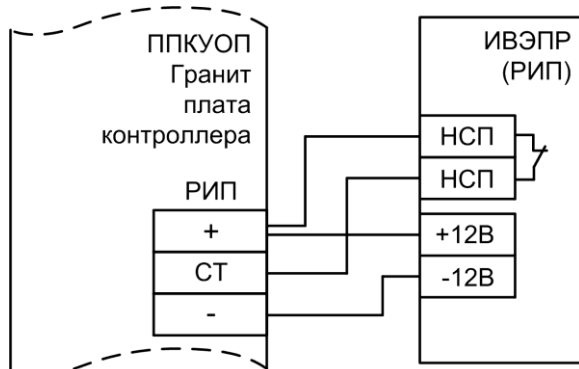 ППКУОП
Гранит
плата
контроллера
РИП
+
СТ
-
ИВЭПР
(РИП)
НСП
НСП
+12В
-12В